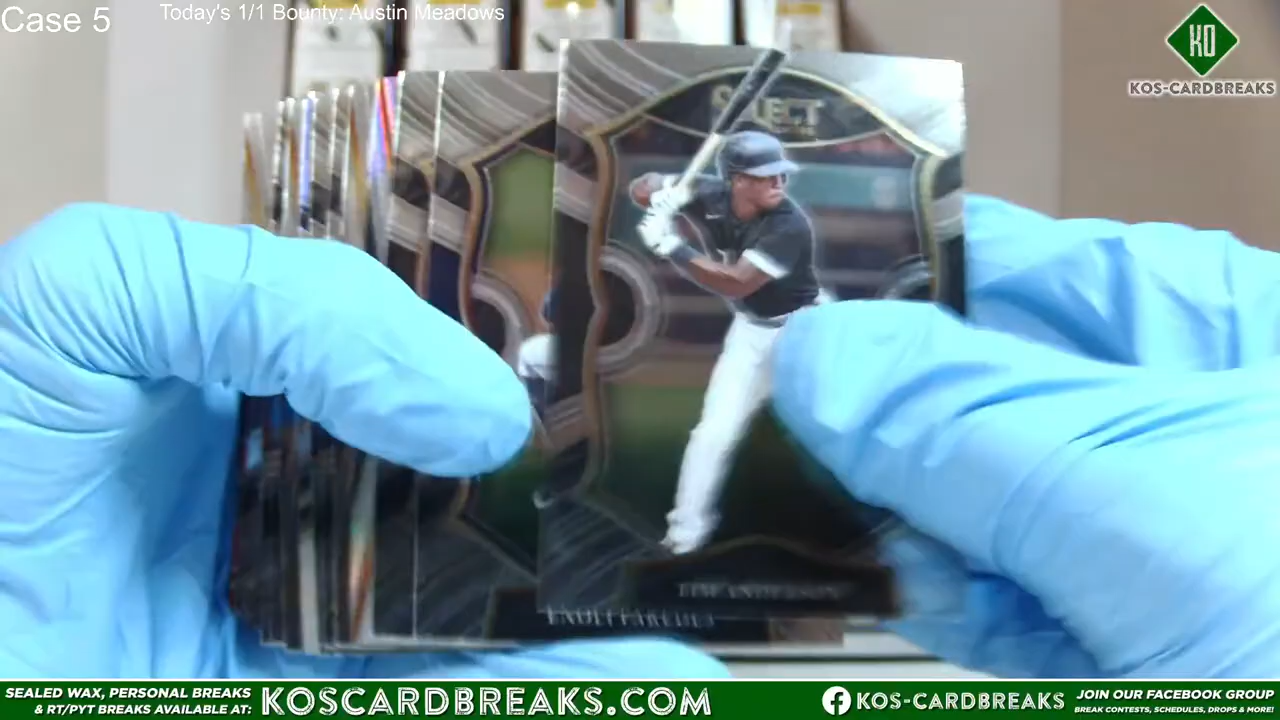 Case 5
Today's 1/1 Bounty: Austin Meadows
KO
KOS-CARDBREAKS
SELECT
TIM ANDERSON
SEALED WAX, PERSONAL BREAKS
& RT/PYT BREAKS AVAILABLE AT:
KOSCARDBREAKS.COM
KOS-CARDBREAKS
JOIN OUR FACEBOOK GROUP
BREAK CONTESTS, SCHEDULES, DROPS & MORE!